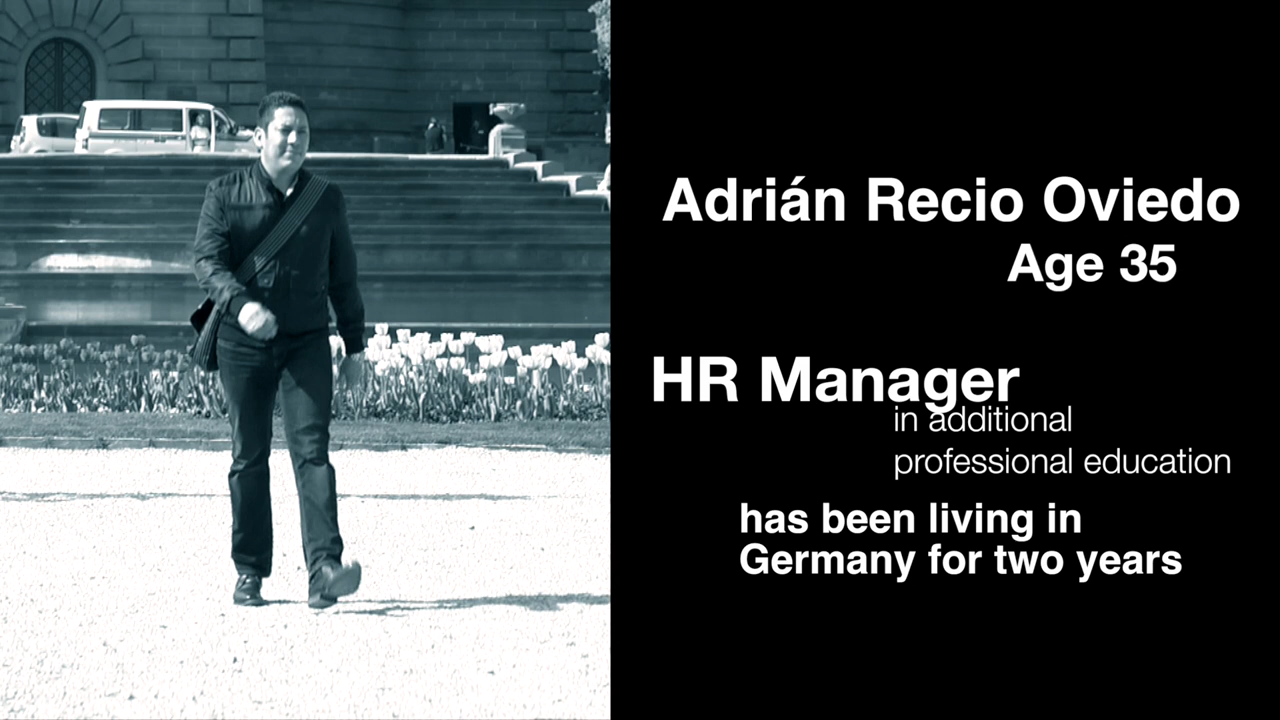 Adrián Recio Oviedo
Age 35
HR Manager
in additional
professional education
has been living in
Germany for two years